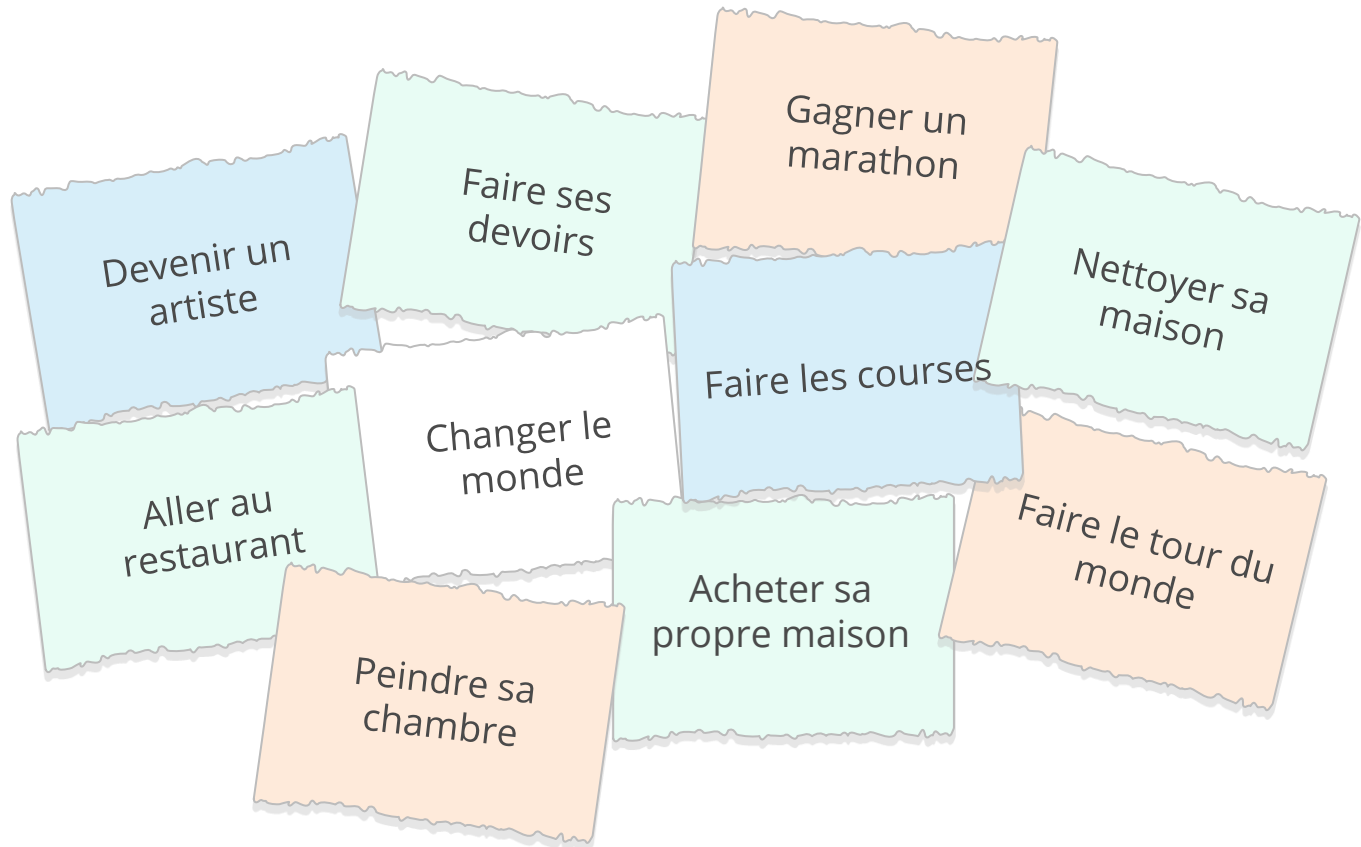 Gagner un
marathon
Faire ses
devoirs
Devenir un
artiste
Nettoyer sa
maison
Faire les courses
Changer le
monde
Aller au
restaurant
Faire le tour du
monde
Acheter sa
propre maison
Peindre sa
chambre